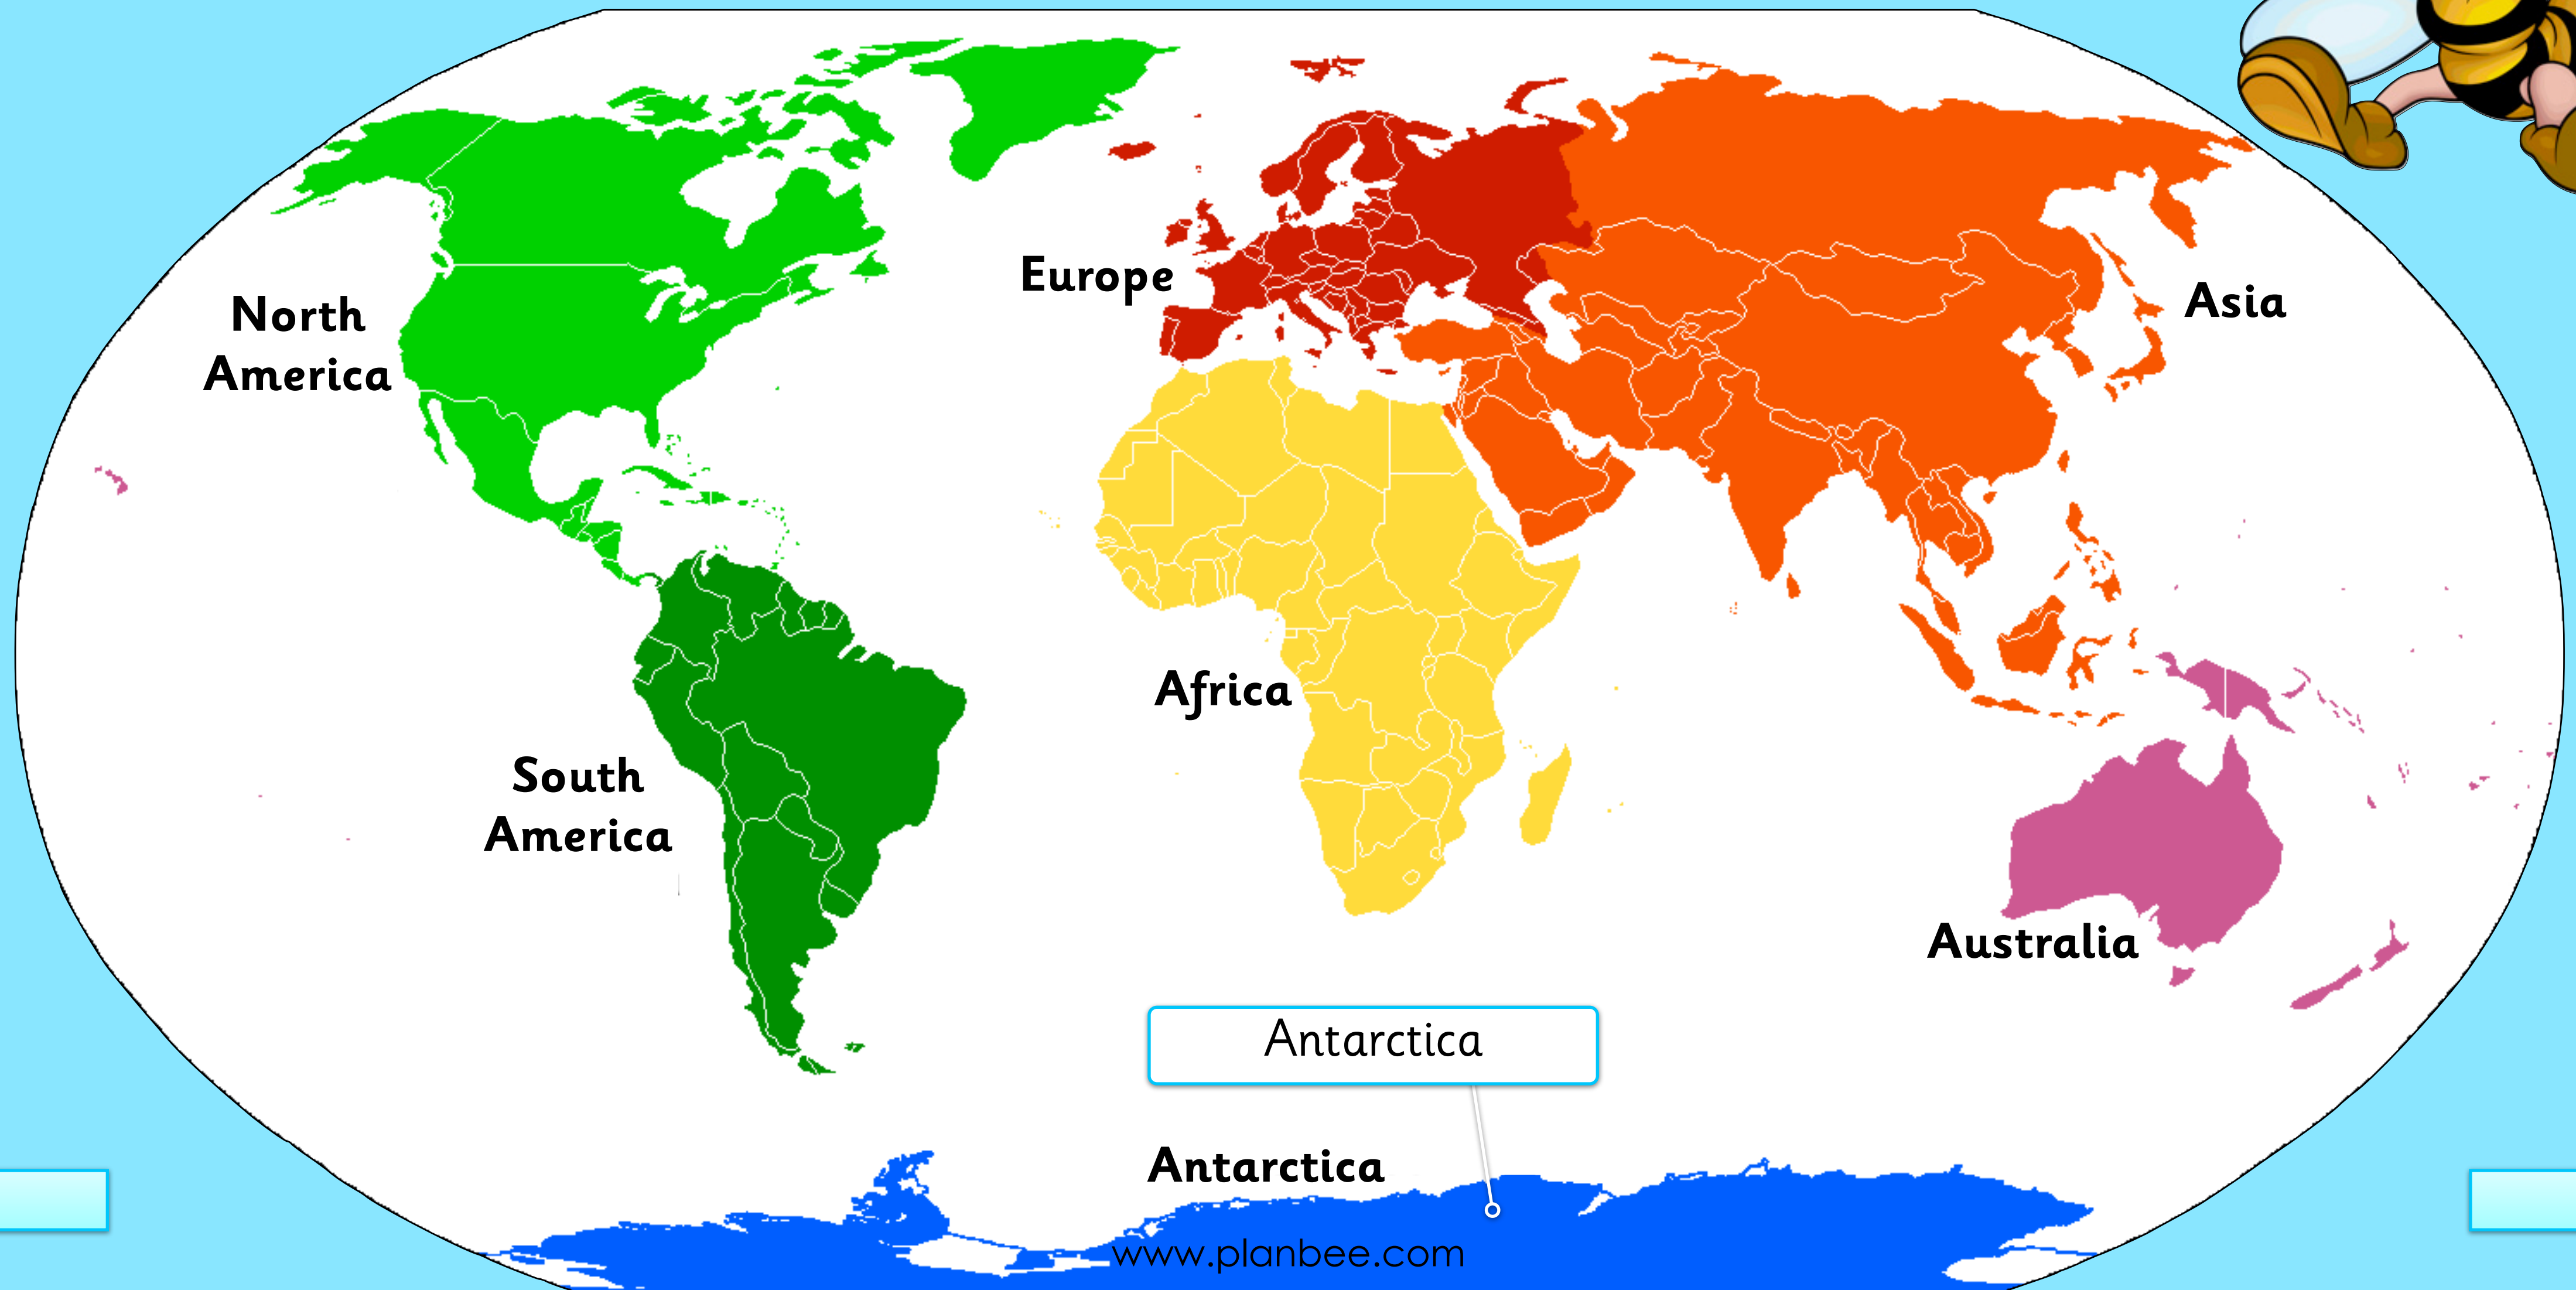 Europe
North
America
Asia
Africa
South
America
Australia
Antarctica
Antarctica
www.planbee.com